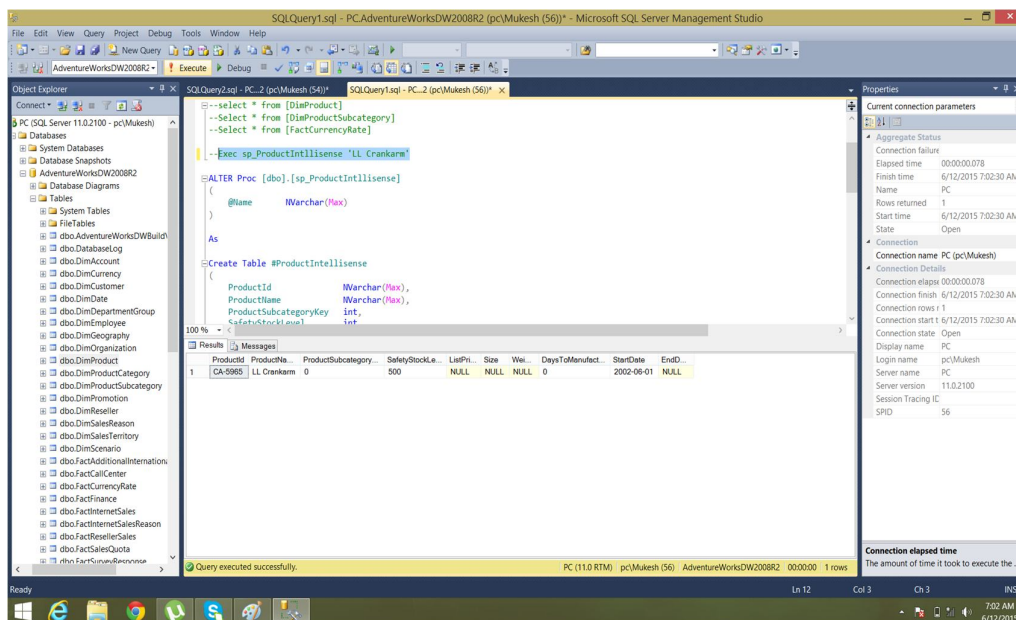 SQLQuery1.sql - PC.AdventureWorksDW2008R2 (pc\Mukesh (56))* - Microsoft SQL Server Management Studio
File Edit View Query Project Debug Tools Window Help
New Query
AdventureWorksDW2008R2
Execute Debug
Object Explorer
Connect
PC (SQL Server 11.0.2100 - pc\Mukesh)
Databases
System Databases
Database Snapshots
AdventureWorksDW2008R2
Database Diagrams
Tables
System Tables
FileTables
dbo.AdventureWorksDWBuildV
dbo.DatabaseLog
dbo.DimAccount
dbo.DimCurrency
dbo.DimCustomer
dbo.DimDate
dbo.DimDepartmentGroup
dbo.DimEmployee
dbo.DimGeography
dbo.DimOrganization
dbo.DimProduct
dbo.DimProductCategory
dbo.DimProductSubcategory
dbo.DimPromotion
dbo.DimReseller
dbo.DimSalesReason
dbo.DimSalesTerritory
dbo.DimScenario
dbo.FactAdditionalInternationa
dbo.FactCallCenter
dbo.FactCurrencyRate
dbo.FactFinance
dbo.FactInternetSales
dbo.FactInternetSalesReason
dbo.FactResellerSales
dbo.FactSalesQuota
dbo.FactSurveyResponse
SQLQuery2.sql - PC...2 (pc\Mukesh (54))* SQLQuery1.sql - PC...2 (pc\Mukesh (56))*
--select * from [DimProduct]
--Select * from [DimProductSubcategory]
--Select * from [FactCurrencyRate]
--Exec sp_ProductIntllisense 'LL Crankarm'
ALTER Proc [dbo].[sp_ProductIntllisense]
(
@Name NVarchar(Max)
)
As
Create Table #ProductIntellisense
(
ProductId NVarchar(Max),
ProductName NVarchar(Max),
ProductSubcategoryKey int,
SafetyStockLevel int
100 %
Results Messages
ProductId ProductNa... ProductSubcategory... SafetyStockLe... ListPri... Size Wei... DaysToManufact... StartDate EndD...
1 CA-5965 LL Crankarm 0 500 NULL NULL NULL 0 2002-06-01 NULL
Query executed successfully. PC (11.0 RTM) pc\Mukesh (56) AdventureWorksDW2008R2 00:00:00 1 rows
Properties
Current connection parameters
Aggregate Status
Connection failure
Elapsed time 00:00:00.078
Finish time 6/12/2015 7:02:30 AM
Name PC
Rows returned 1
Start time 6/12/2015 7:02:30 AM
State Open
Connection
Connection name PC (pc\Mukesh)
Connection Details
Connection elapse 00:00:00.078
Connection finish 6/12/2015 7:02:30 AM
Connection rows r 1
Connection start t 6/12/2015 7:02:30 AM
Connection state Open
Display name PC
Login name pc\Mukesh
Server name PC
Server version 11.0.2100
Session Tracing ID
SPID 56
Connection elapsed time
The amount of time it took to execute the .
Ready Ln 12 Col 3 Ch 3 INS
7:02 AM
6/12/2015